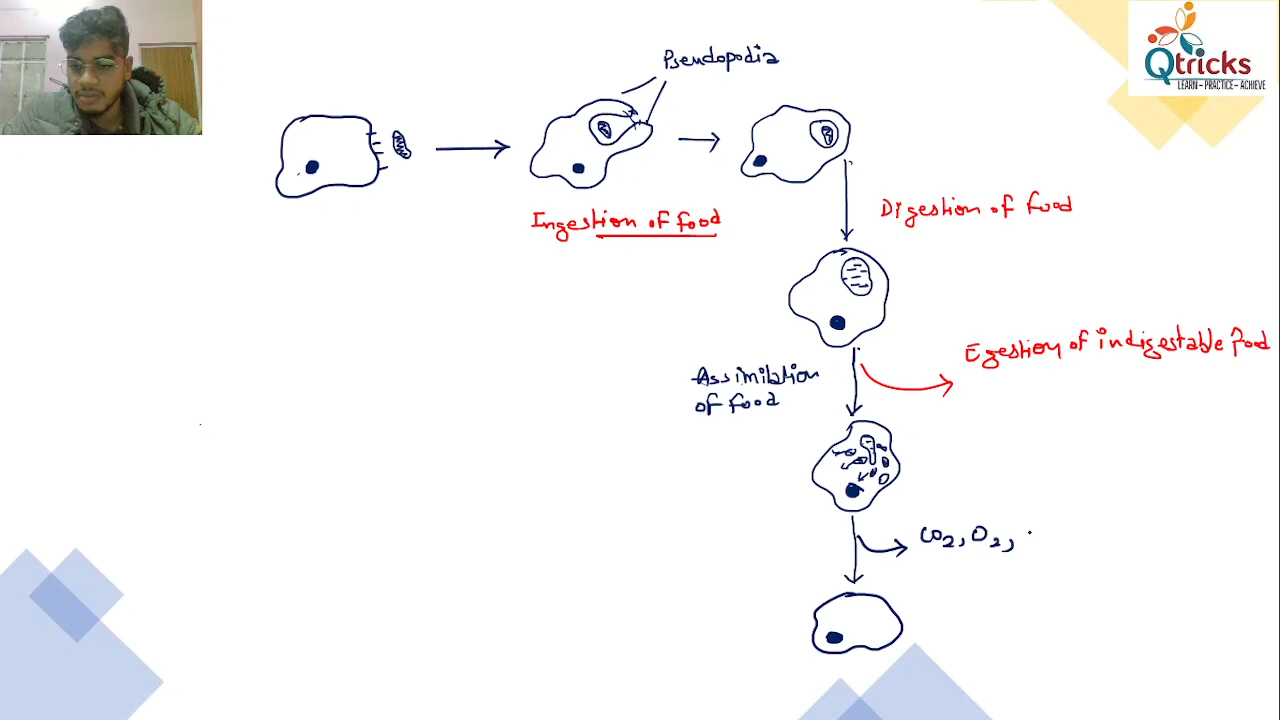 Pseudopodia
Qtricks
LEARN – PRACTICE – ACHIEVE
Ingestion of food
Digestion of food
Egestion of indigestable food
Assimilation
of food
CO2, O2,